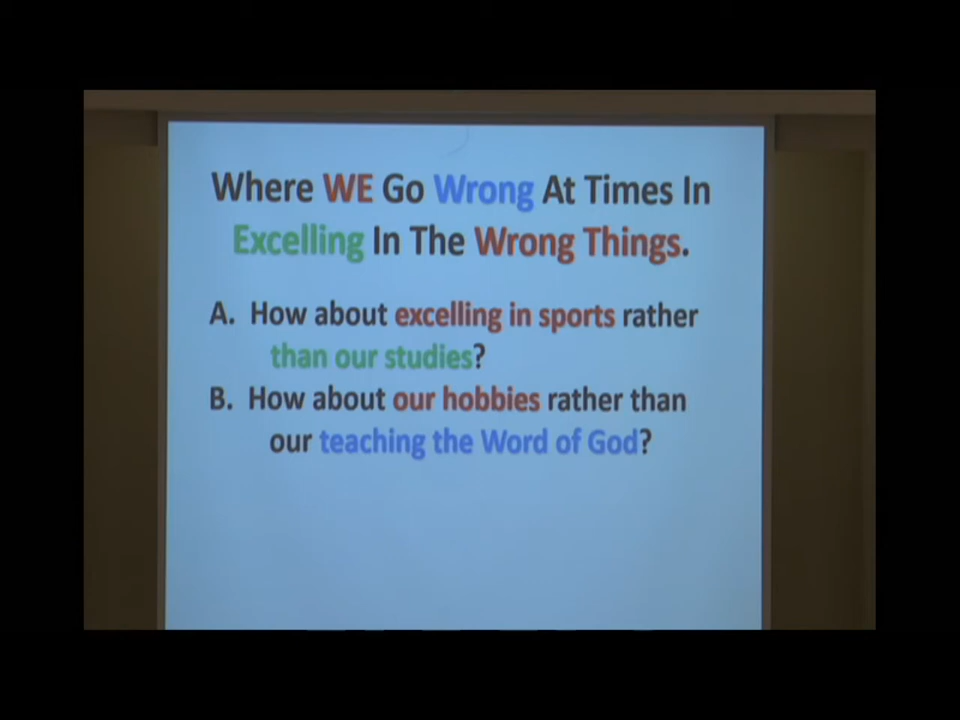 Where WE Go Wrong At Times In
Excelling In The Wrong Things.
A. How about excelling in sports rather
than our studies?
B. How about our hobbies rather than
our teaching the Word of God?